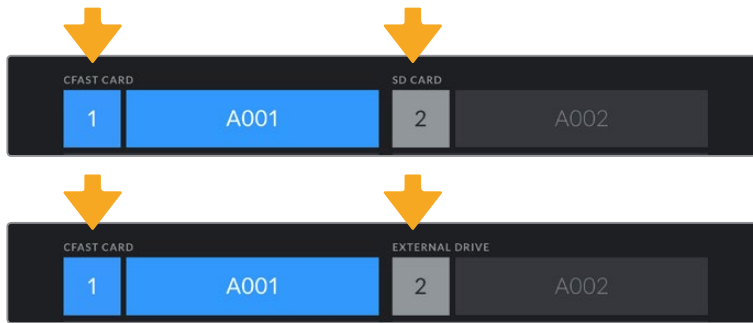 CFAST CARD SD CARD
1 A001 2 A002
CFAST CARD EXTERNAL DRIVE
1 A001 2 A002